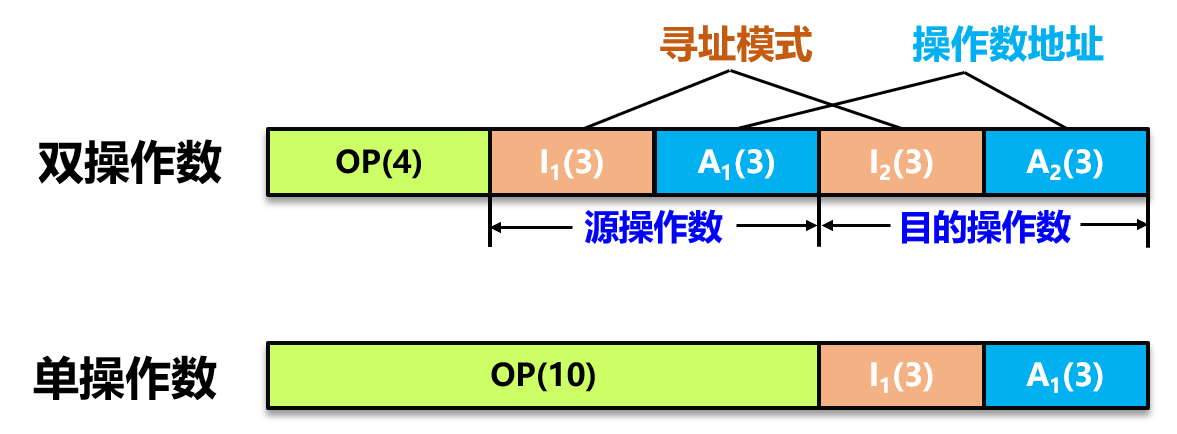 寻址模式 操作数地址
双操作数 OP(4) I₁(3) A₁(3) I₂(3) A₂(3)
源操作数 目的操作数
单操作数 OP(10) I₁(3) A₁(3)